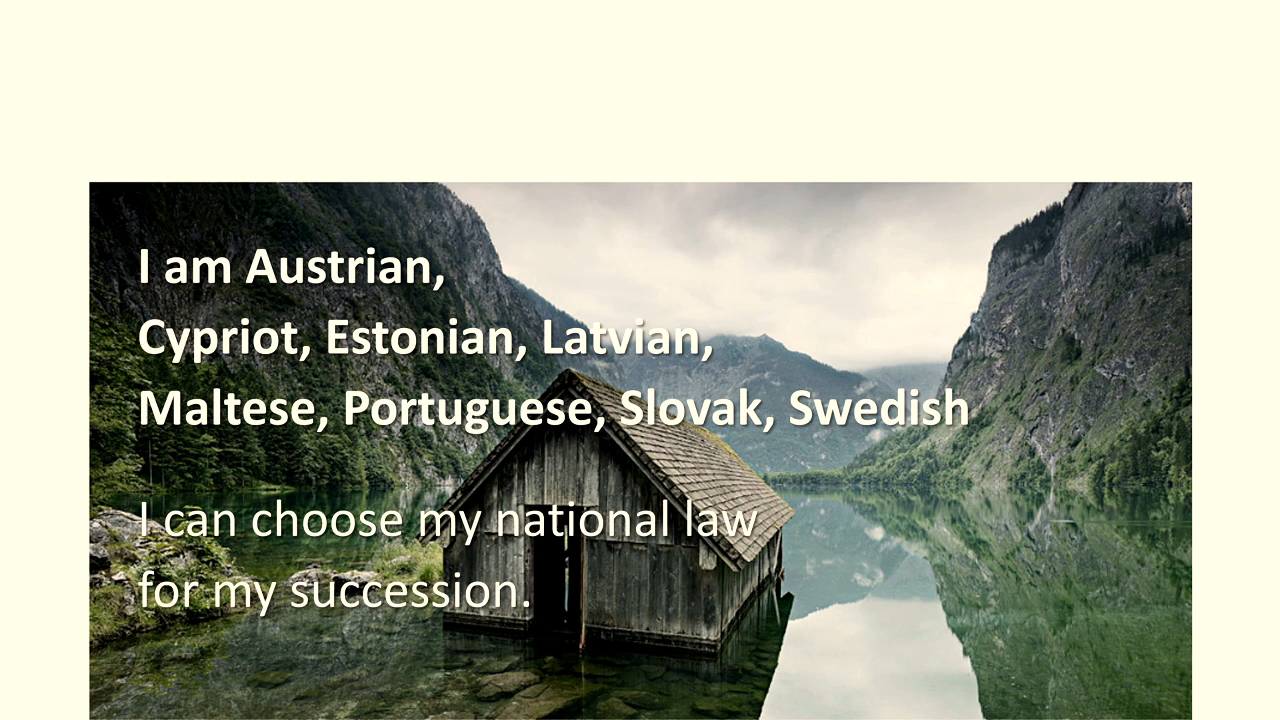 I am Austrian,
Cypriot, Estonian, Latvian,
Maltese, Portuguese, Slovak, Swedish
I can choose my national law
for my succession.